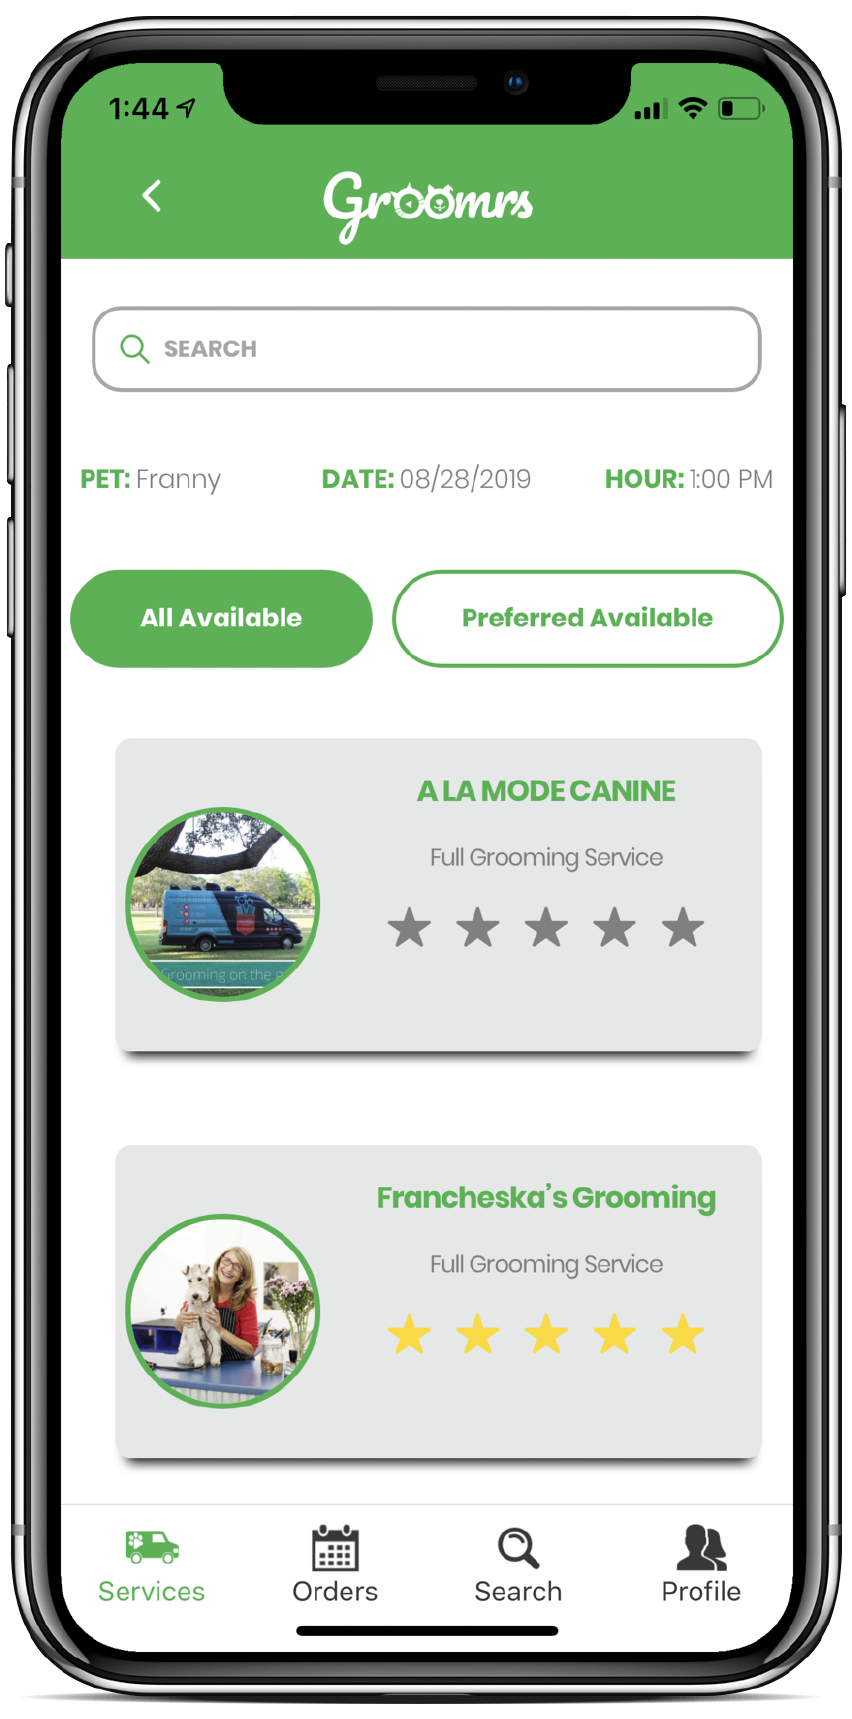 1:44
Groomrs
SEARCH
PET: Franny DATE: 08/28/2019 HOUR: 1:00 PM
All Available Preferred Available
A LA MODE CANINE
Full Grooming Service
Grooming on the g
Francheska's Grooming
Full Grooming Service
Services Orders Search Profile